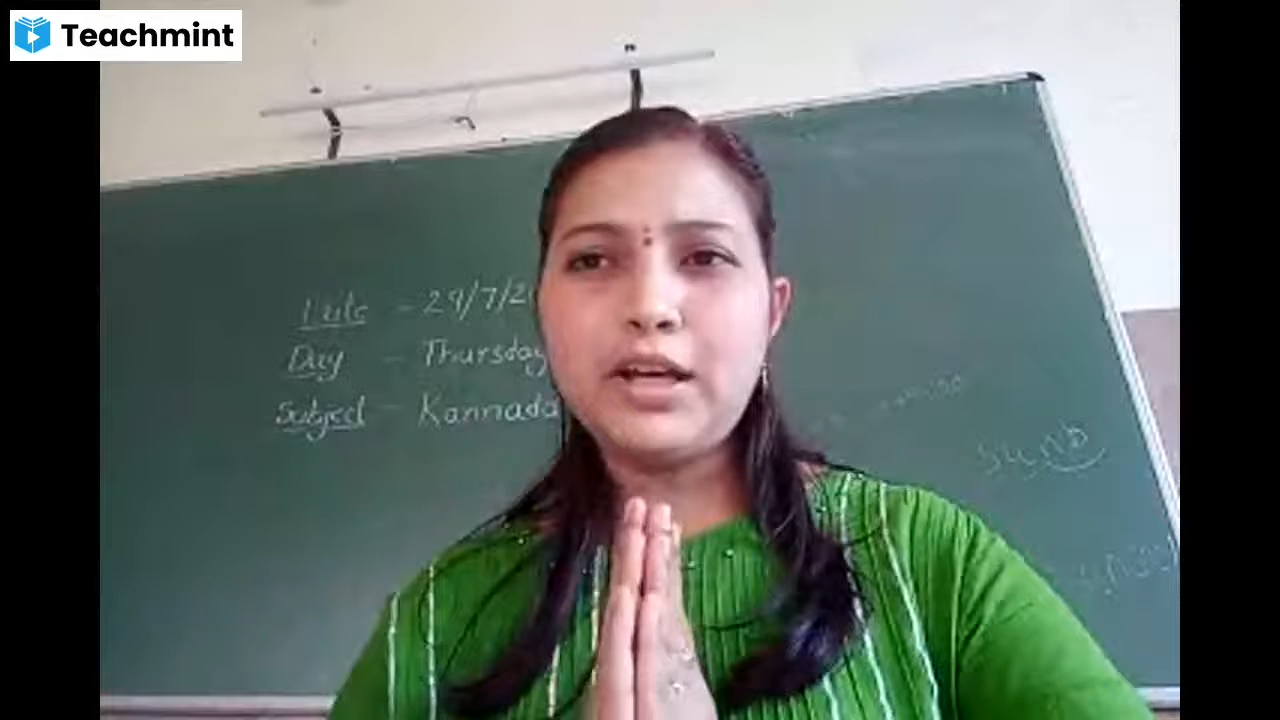 Teachmint
Date - 29/7/2
Day - Thursday
Subject - Kannada